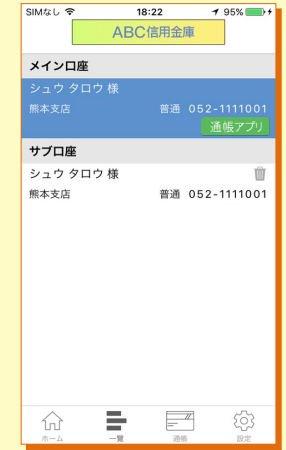 SIMなし 18:22 95%
ABC信用金庫
メイン口座
シュウ タロウ 様
熊本支店 普通 052-1111001
通帳アプリ
サブ口座
シュウ タロウ 様
熊本支店 普通 052-1111001
ホーム 一覧 通帳 設定